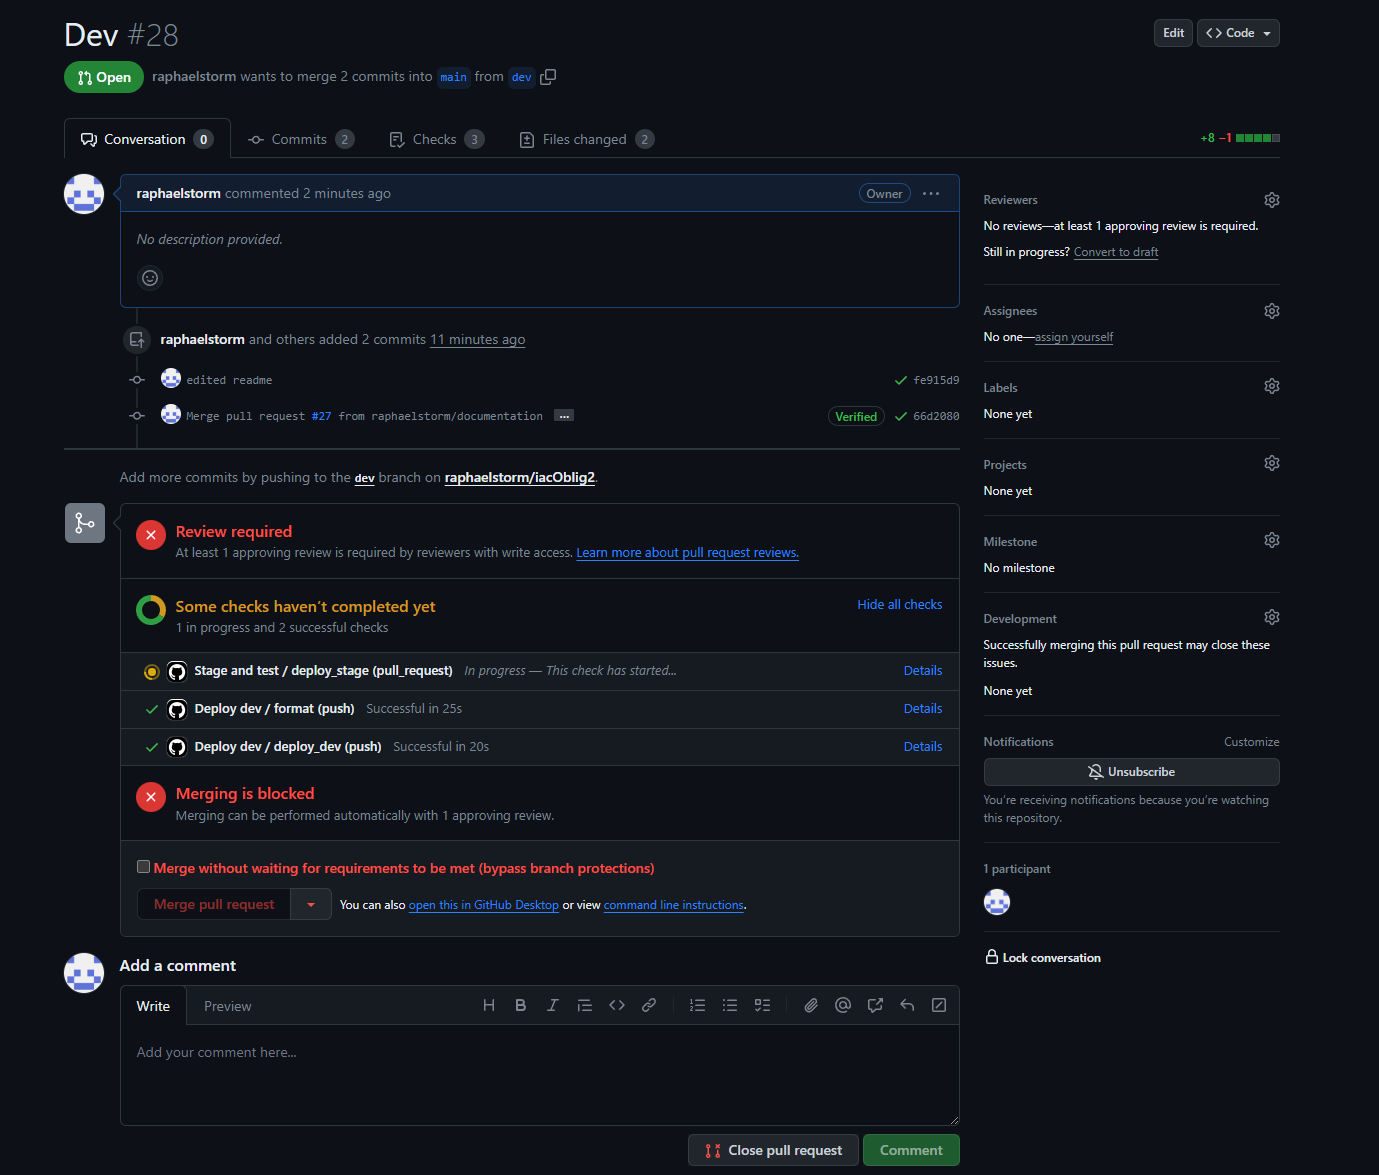 Dev #28
Edit
Code
Open
raphaelstorm wants to merge 2 commits into main from dev
Conversation 0
Commits 2
Checks 3
Files changed 2
+8 −1
raphaelstorm commented 2 minutes ago
Owner
No description provided.
raphaelstorm and others added 2 commits 11 minutes ago
edited readme
fe915d9
Merge pull request #27 from raphaelstorm/documentation ...
Verified
66d2080
Add more commits by pushing to the dev branch on raphaelstorm/iacOblig2.
Review required
At least 1 approving review is required by reviewers with write access. Learn more about pull request reviews.
Some checks haven't completed yet
Hide all checks
1 in progress and 2 successful checks
Stage and test / deploy_stage (pull_request) In progress — This check has started...
Details
Deploy dev / format (push) Successful in 25s
Details
Deploy dev / deploy_dev (push) Successful in 20s
Details
Merging is blocked
Merging can be performed automatically with 1 approving review.
Merge without waiting for requirements to be met (bypass branch protections)
Merge pull request
You can also open this in GitHub Desktop or view command line instructions.
Add a comment
Write
Preview
Add your comment here...
Close pull request
Comment
Reviewers
No reviews—at least 1 approving review is required.
Still in progress? Convert to draft
Assignees
No one—assign yourself
Labels
None yet
Projects
None yet
Milestone
No milestone
Development
Successfully merging this pull request may close these
issues.
None yet
Notifications
Customize
Unsubscribe
You're receiving notifications because you're watching
this repository.
1 participant
Lock conversation